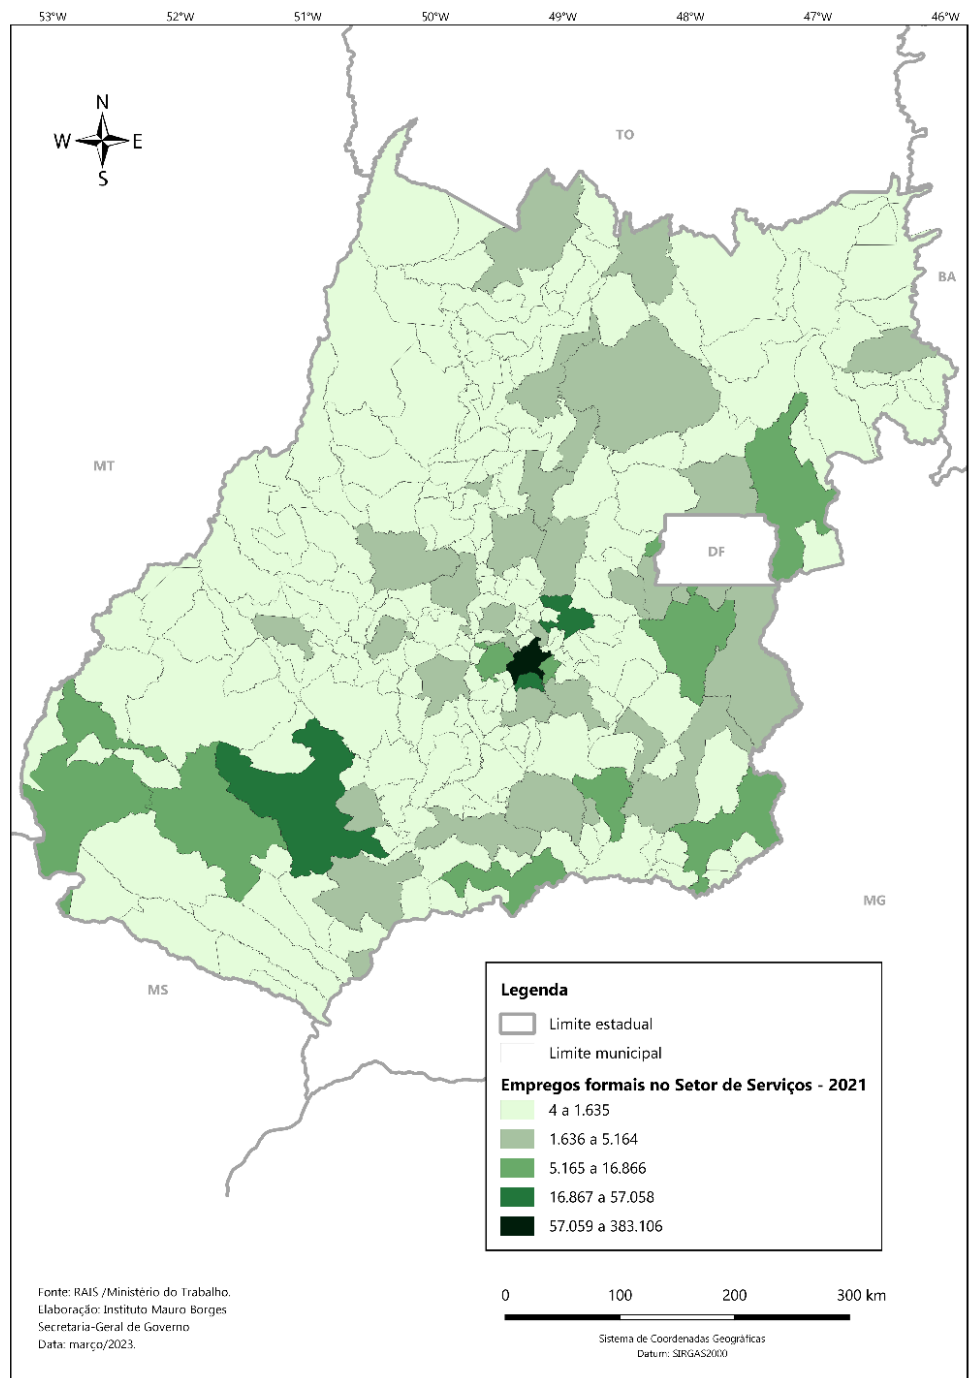 53°W 52°W 51°W 50°W 49°W 48°W 47°W 46°W
N
W E
S
TO
BA
MT
DF
MG
MS
Legenda
Limite estadual
Limite municipal
Empregos formais no Setor de Serviços - 2021
4 a 1.635
1.636 a 5.164
5.165 a 16.866
16.867 a 57.058
57.059 a 383.106
Fonte: RAIS /Ministério do Trabalho.
Elaboração: Instituto Mauro Borges
Secretaria-Geral de Governo
Data: março/2023.
0 100 200 300 km
Sistema de Coordenadas Geográficas
Datum: SIRGAS2000